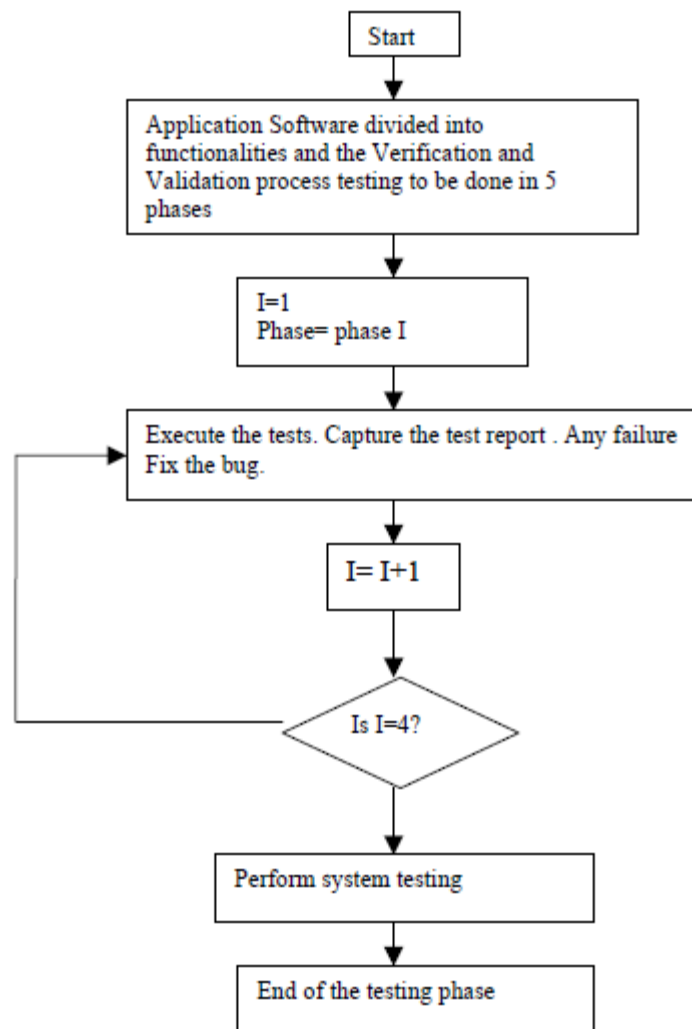 Start
Application Software divided into
functionalities and the Verification and
Validation process testing to be done in 5
phases
I=1
Phase= phase I
Execute the tests. Capture the test report . Any failure
Fix the bug.
I= I+1
Is I=4?
Perform system testing
End of the testing phase